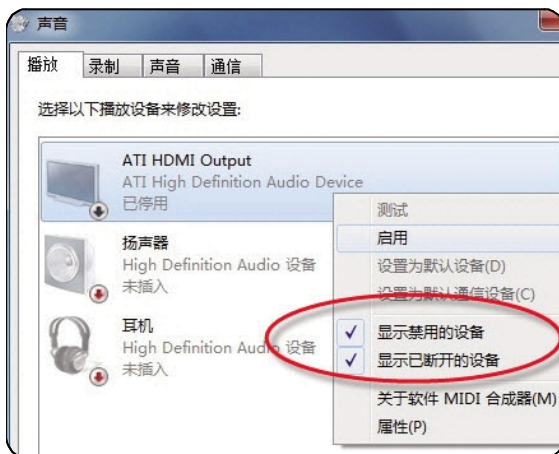 声音
播放 录制 声音 通信
选择以下播放设备来修改设置:
ATI HDMI Output
ATI High Definition Audio Device
已停用
扬声器
High Definition Audio 设备
未插入
耳机
High Definition Audio 设备
未插入
测试
启用
设置为默认设备(D)
设置为默认通信设备(C)
显示禁用的设备
显示已断开的设备
关于软件 MIDI 合成器(M)
属性(P)